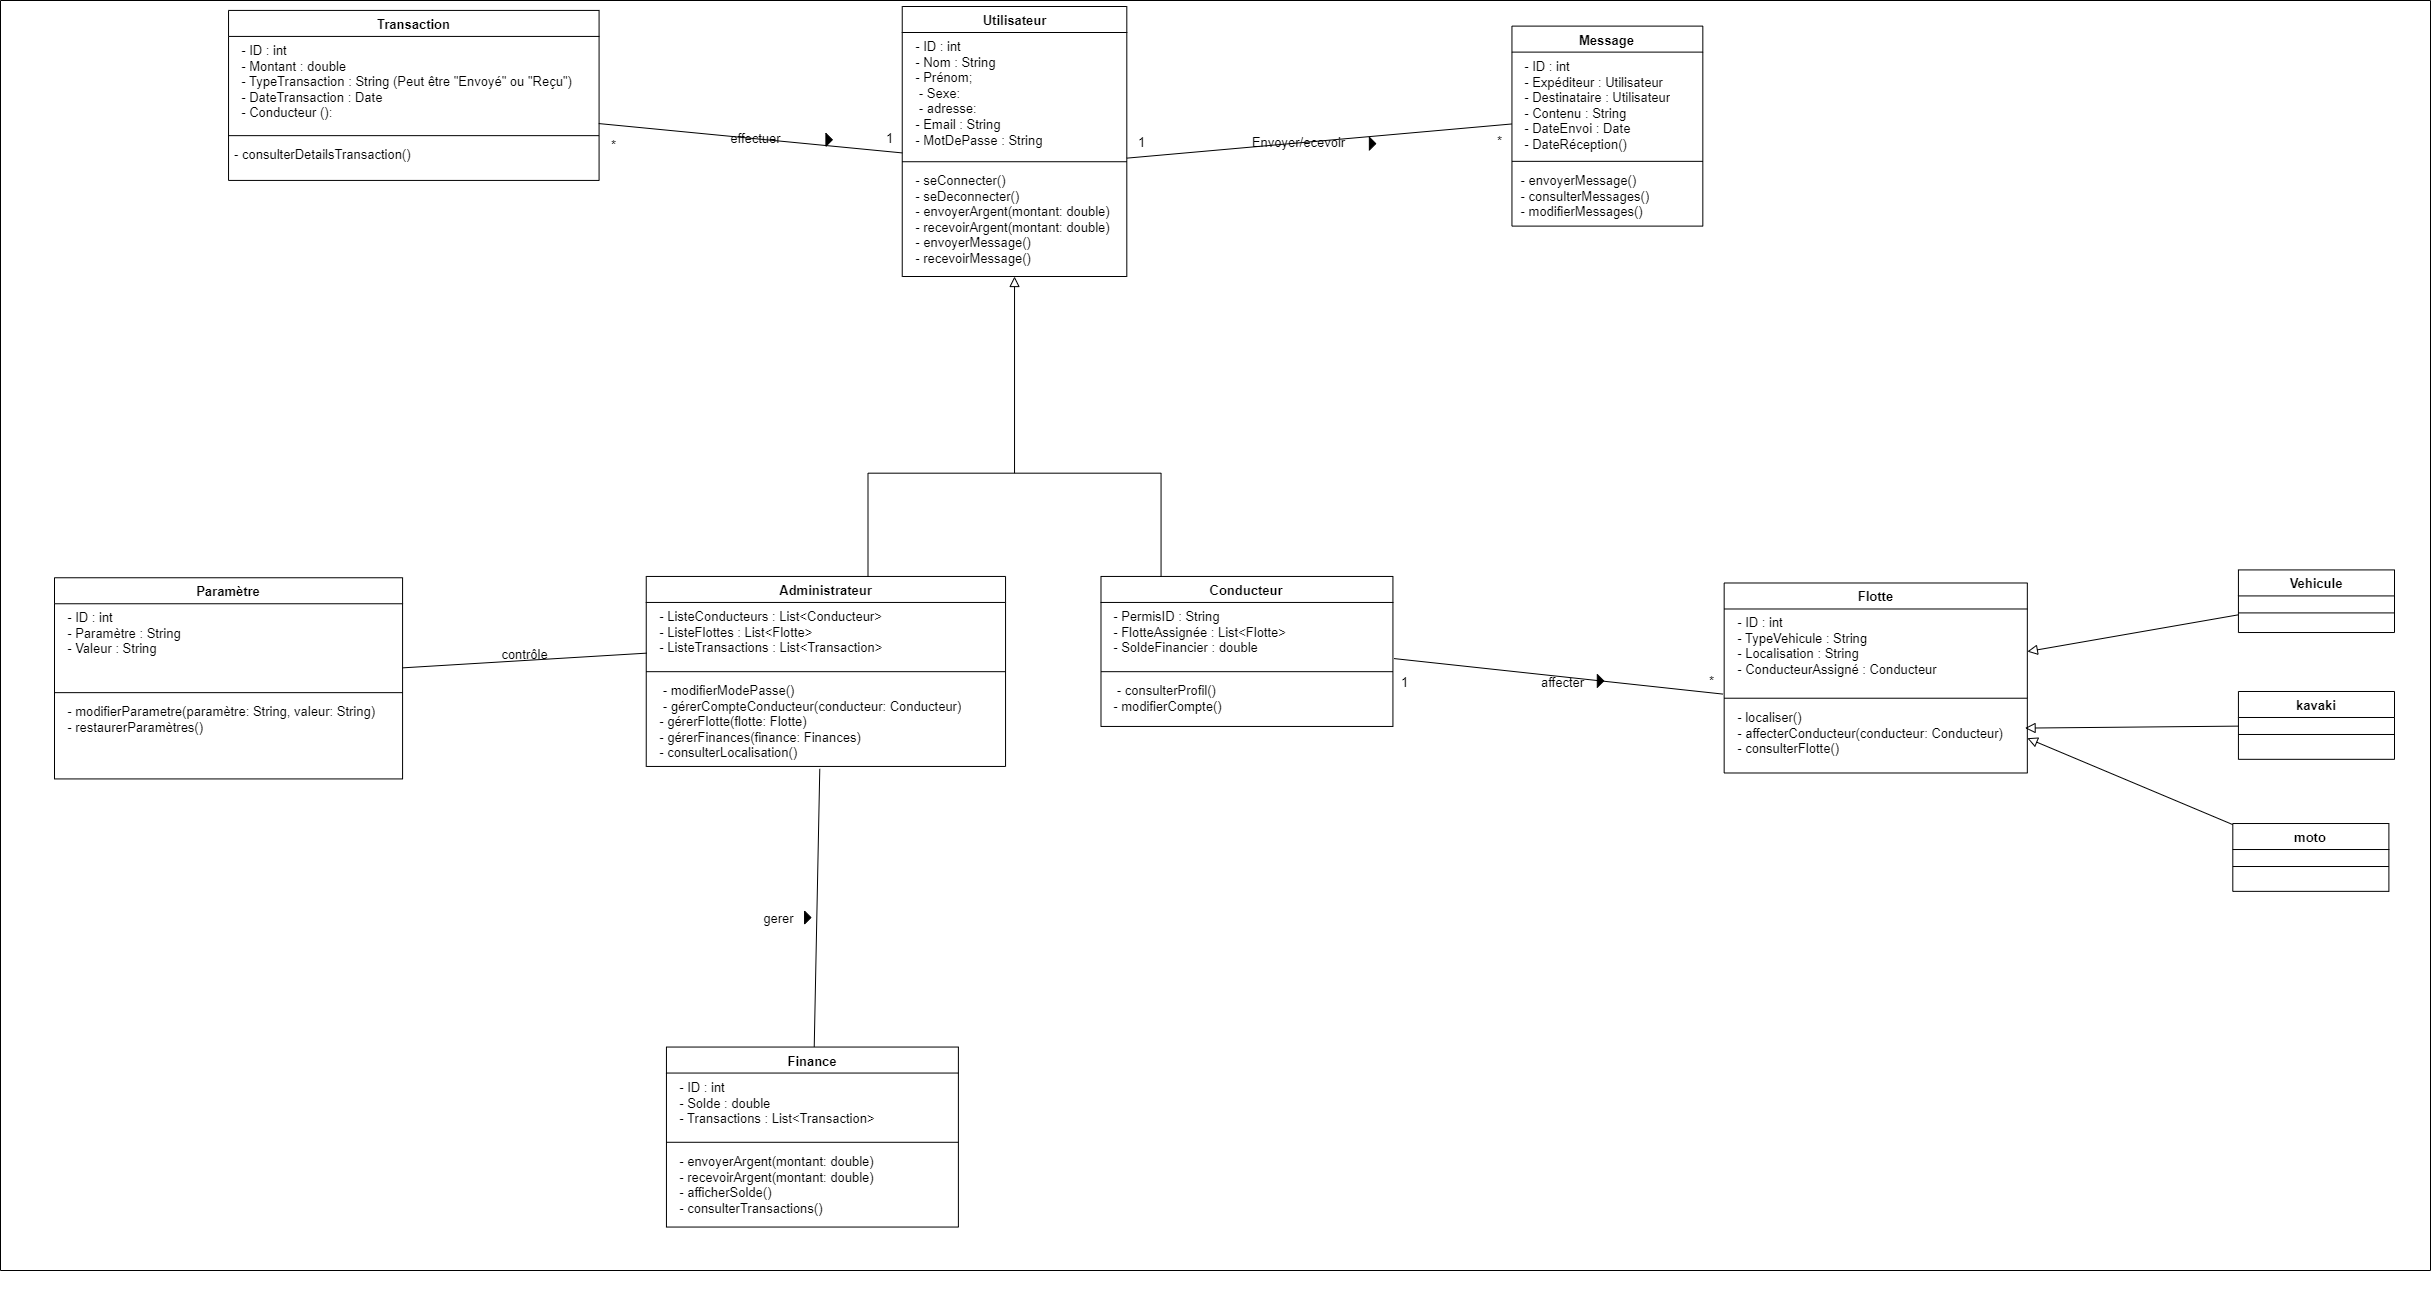 Transaction
- ID : int
- Montant : double
- TypeTransaction : String (Peut être "Envoyé" ou "Reçu")
- DateTransaction : Date
- Conducteur ():
- consulterDetailsTransaction()
effectuer
*
1
Utilisateur
- ID : int
- Nom : String
- Prénom;
- Sexe:
- adresse:
- Email : String
- MotDePasse : String
- seConnecter()
- seDeconnecter()
- envoyerArgent(montant: double)
- recevoirArgent(montant: double)
- envoyerMessage()
- recevoirMessage()
1
Envoyer/ecevoir
*
Message
- ID : int
- Expéditeur : Utilisateur
- Destinataire : Utilisateur
- Contenu : String
- DateEnvoi : Date
- DateRéception()
- envoyerMessage()
- consulterMessages()
- modifierMessages()
Paramètre
- ID : int
- Paramètre : String
- Valeur : String
- modifierParametre(paramètre: String, valeur: String)
- restaurerParamètres()
contrôle
Administrateur
- ListeConducteurs : List<Conducteur>
- ListeFlottes : List<Flotte>
- ListeTransactions : List<Transaction>
- modifierModePasse()
- gérerCompteConducteur(conducteur: Conducteur)
- gérerFlotte(flotte: Flotte)
- gérerFinances(finance: Finances)
- consulterLocalisation()
Conducteur
- PermisID : String
- FlotteAssignée : List<Flotte>
- SoldeFinancier : double
- consulterProfil()
- modifierCompte()
1
affecter
*
Flotte
- ID : int
- TypeVehicule : String
- Localisation : String
- ConducteurAssigné : Conducteur
- localiser()
- affecterConducteur(conducteur: Conducteur)
- consulterFlotte()
Vehicule
kavaki
moto
gerer
Finance
- ID : int
- Solde : double
- Transactions : List<Transaction>
- envoyerArgent(montant: double)
- recevoirArgent(montant: double)
- afficherSolde()
- consulterTransactions()